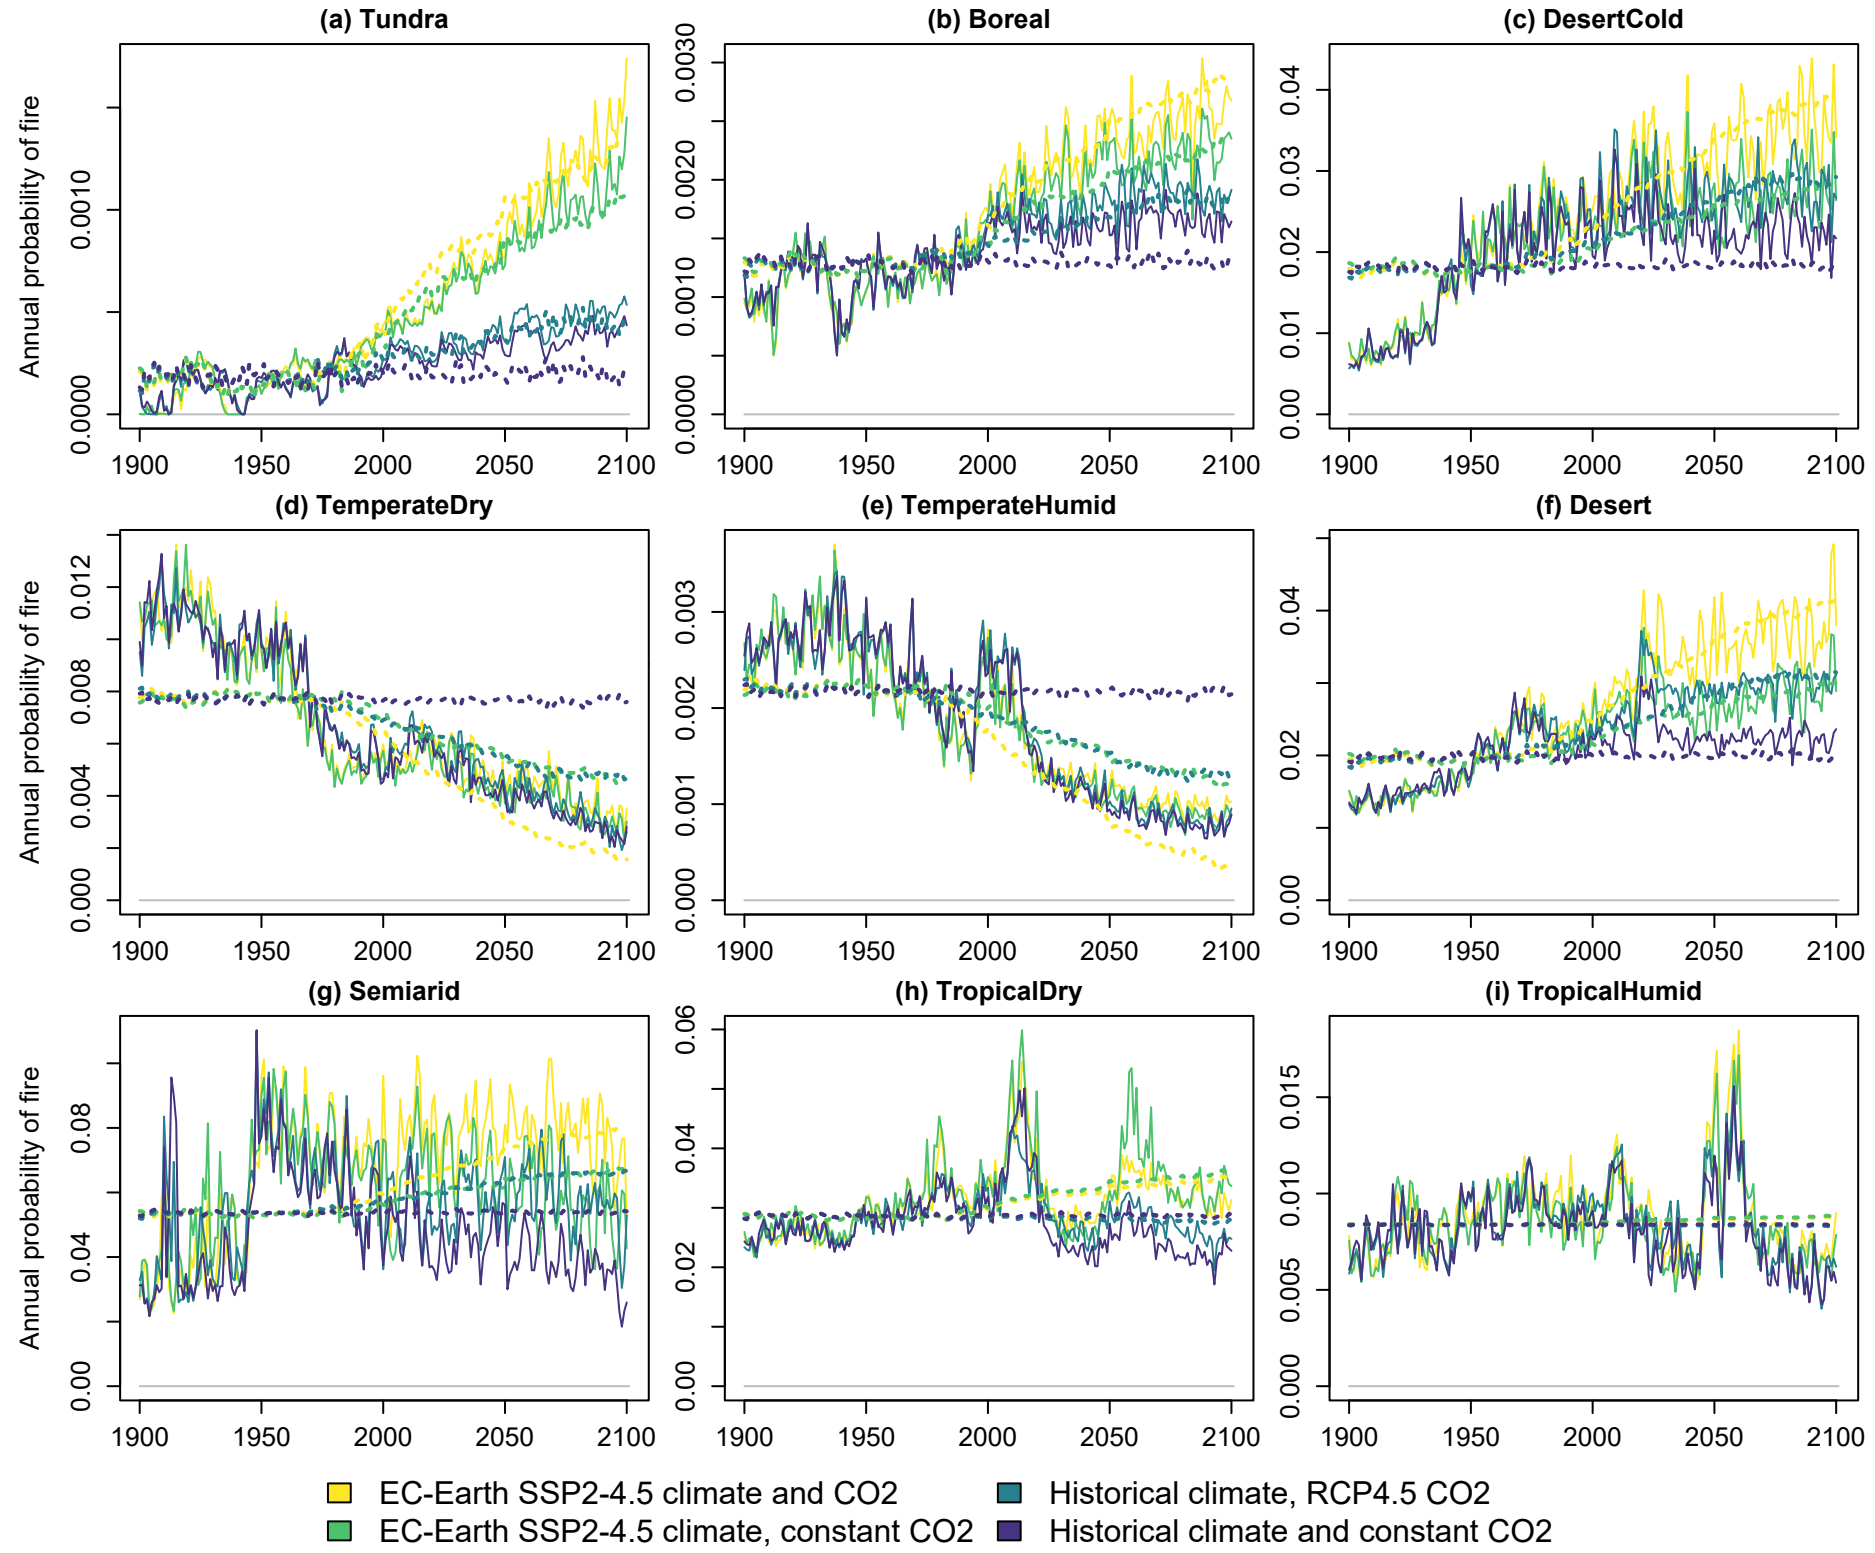 (a) Tundra
(b) Boreal
(c) DesertCold
Annual probability of fire
0.0000 0.0010
0.0000 0.0010 0.0020 0.0030
0.00 0.01 0.02 0.03 0.04
1900 1950 2000 2050 2100
1900 1950 2000 2050 2100
1900 1950 2000 2050 2100
(d) TemperateDry
(e) TemperateHumid
(f) Desert
Annual probability of fire
0.000 0.004 0.008 0.012
0.000 0.001 0.002 0.003
0.00 0.02 0.04
1900 1950 2000 2050 2100
1900 1950 2000 2050 2100
1900 1950 2000 2050 2100
(g) Semiarid
(h) TropicalDry
(i) TropicalHumid
Annual probability of fire
0.00 0.04 0.08
0.00 0.02 0.04 0.06
0.000 0.005 0.010 0.015
1900 1950 2000 2050 2100
1900 1950 2000 2050 2100
1900 1950 2000 2050 2100
EC-Earth SSP2-4.5 climate and CO2
Historical climate, RCP4.5 CO2
EC-Earth SSP2-4.5 climate, constant CO2
Historical climate and constant CO2